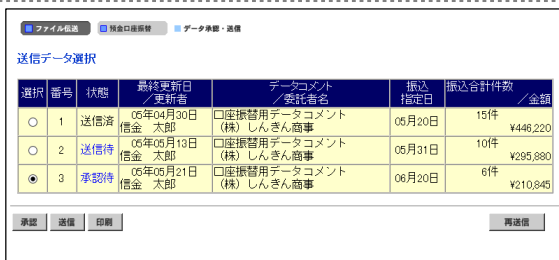 ファイル伝送 預金口座振替 データ承認・送信
送信データ選択
選択 番号 状態 最終更新日 データコメント 振込 振込合計件数
／更新者 ／委託者名 指定日 ／金額
1 送信済 05年04月30日 口座振替用データコメント 05月20日 15件
信金 太郎 (株) しんきん商事 ¥446,220
2 送信待 05年05月13日 口座振替用データコメント 05月31日 10件
信金 太郎 (株) しんきん商事 ¥295,880
3 承認待 05年05月21日 口座振替用データコメント 06月20日 6件
信金 太郎 (株) しんきん商事 ¥210,845
承認 送信 印刷 再送信